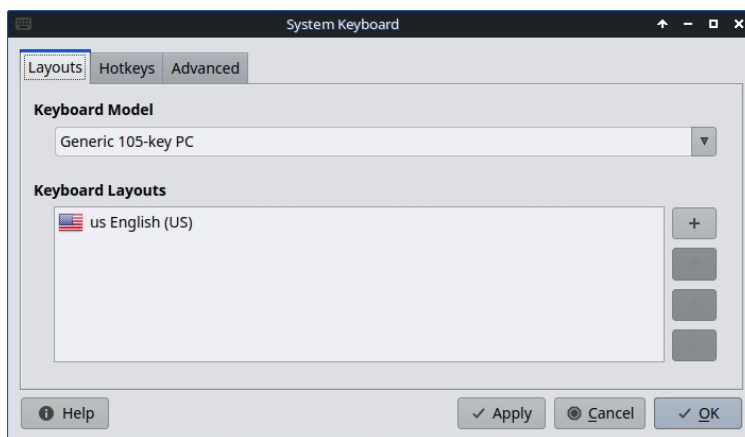 System Keyboard
Layouts Hotkeys Advanced
Keyboard Model
Generic 105-key PC
Keyboard Layouts
us English (US)
Help Apply Cancel OK